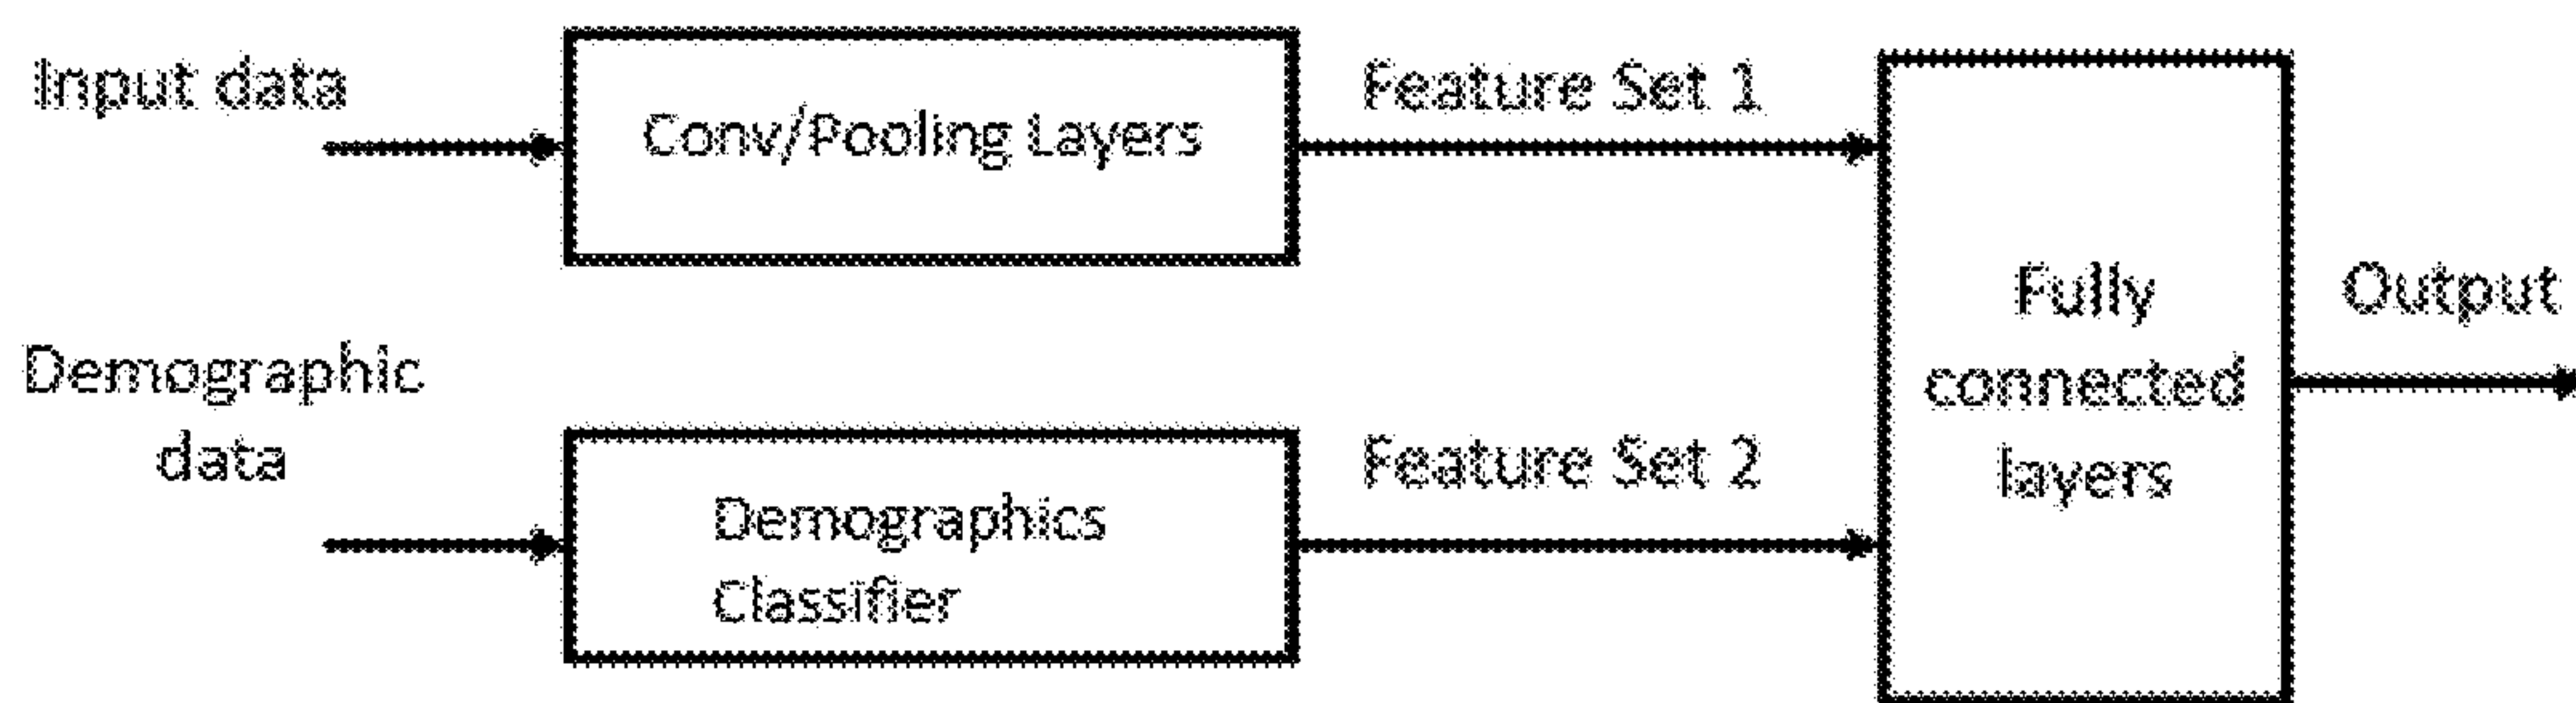 Input data
Conv/Pooling Layers
Feature Set 1
Demographic
data
Demographics
Classifier
Feature Set 2
Fully
connected
layers
Output